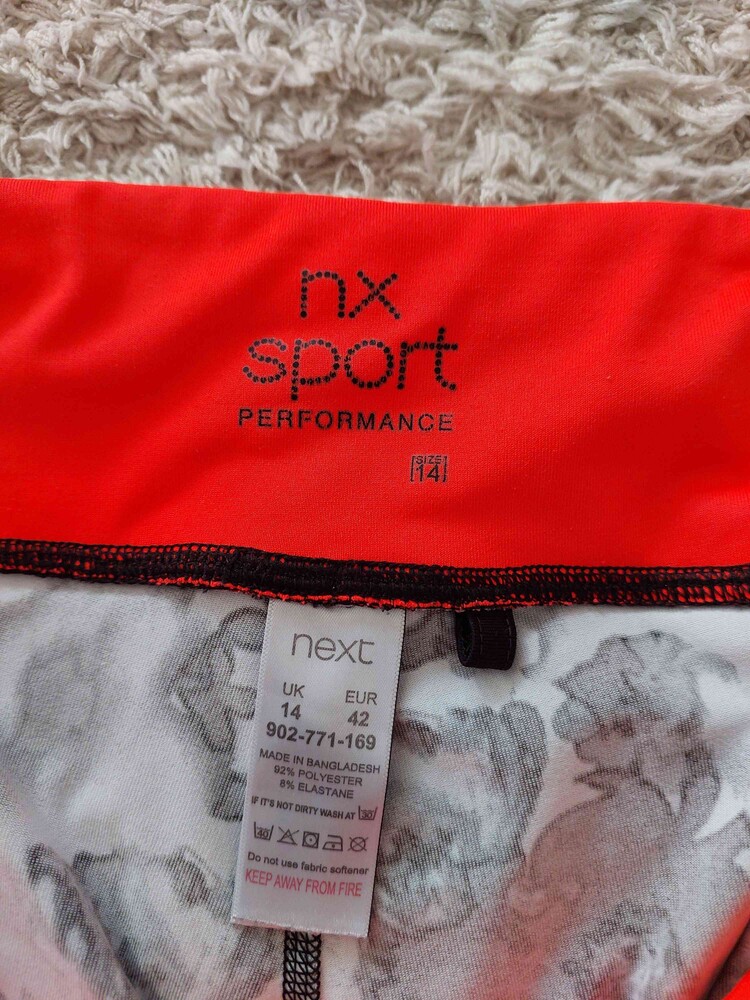 nx
sport
PERFORMANCE
[SIZE
14]
next
UK EUR
14 42
902-771-169
MADE IN BANGLADESH
92% POLYESTER
8% ELASTANE
IF IT'S NOT DIRTY WASH AT 30
40
Do not use fabric softener
KEEP AWAY FROM FIRE